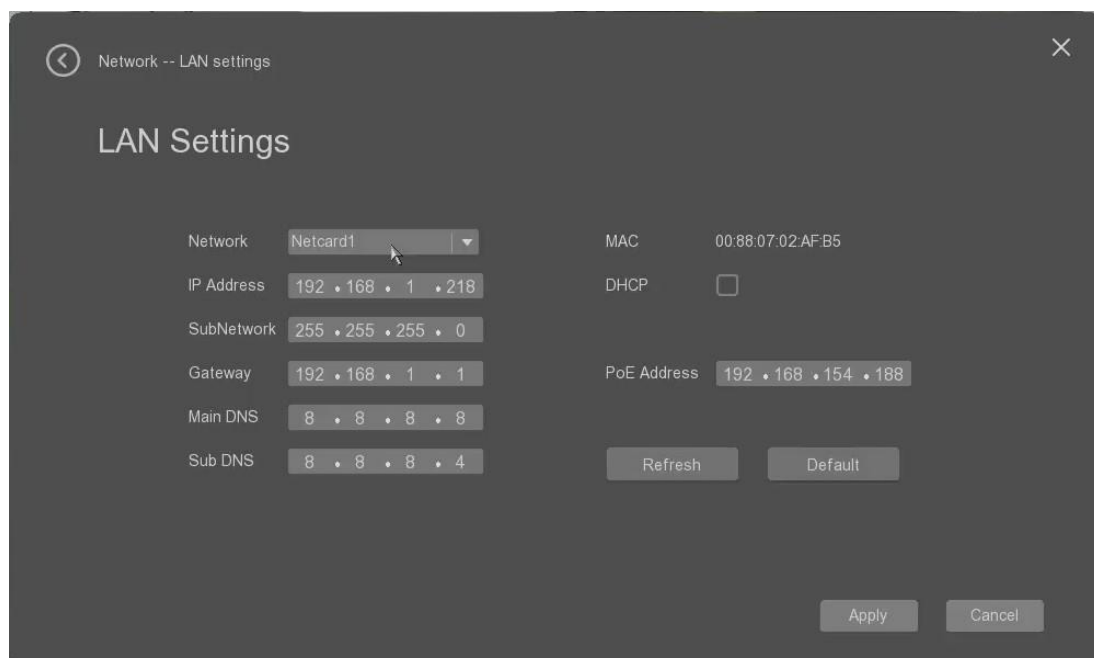 Network -- LAN settings
LAN Settings
Network Netcard1
MAC 00:88:07:02:AF:B5
IP Address 192 . 168 . 1 . 218
DHCP
SubNetwork 255 . 255 . 255 . 0
Gateway 192 . 168 . 1 . 1
PoE Address 192 . 168 . 154 . 188
Main DNS 8 . 8 . 8 . 8
Sub DNS 8 . 8 . 8 . 4
Refresh Default
Apply Cancel